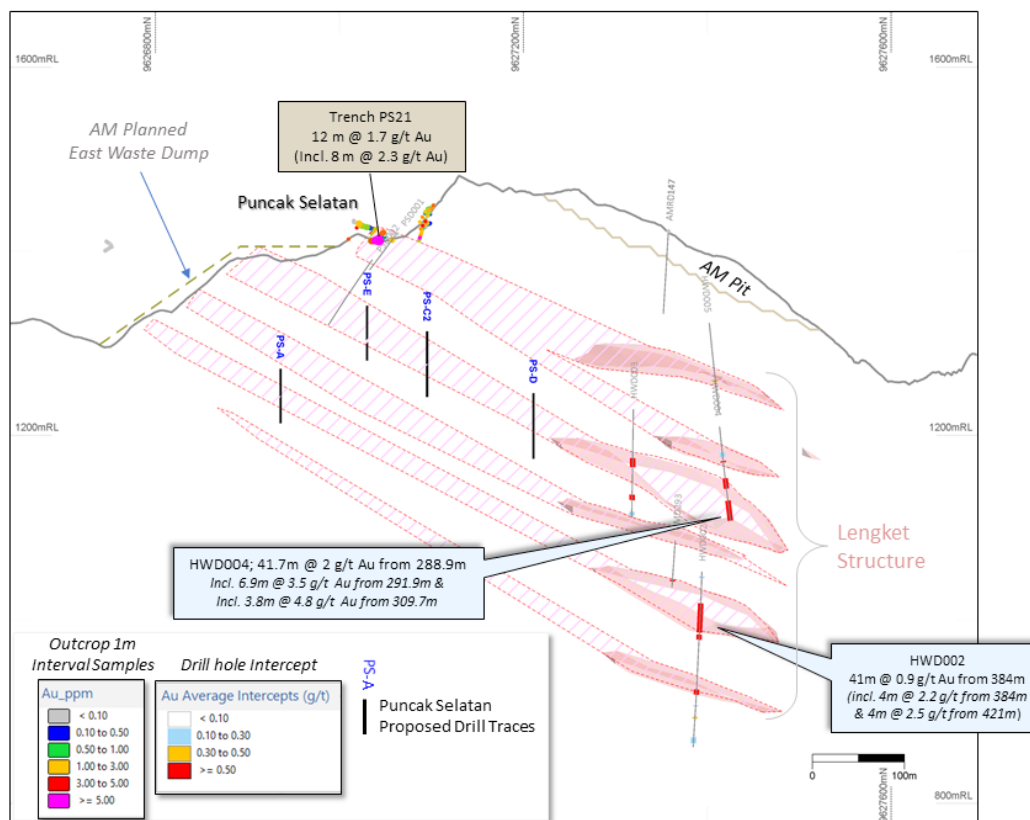 9626800mN
9627200mN
9627600mN
1600mRL
1600mRL
Trench PS21
12 m @ 1.7 g/t Au
(Incl. 8 m @ 2.3 g/t Au)
AM Planned
East Waste Dump
Puncak Selatan
PSD001
AMRD147
AM Pit
HWD005
PS-E
PS-C2
PS-A
PS-D
HWD004
1200mRL
1200mRL
HWD002
Lengket
Structure
HWD004; 41.7m @ 2 g/t Au from 288.9m
Incl. 6.9m @ 3.5 g/t Au from 291.9m &
Incl. 3.8m @ 4.8 g/t Au from 309.7m
HWD002
41m @ 0.9 g/t Au from 384m
(incl. 4m @ 2.2 g/t from 384m
& 4m @ 2.5 g/t from 421m)
Outcrop 1m
Interval Samples
Au_ppm
< 0.10
0.10 to 0.50
0.50 to 1.00
1.00 to 3.00
3.00 to 5.00
>= 5.00
Drill hole Intercept
Au Average Intercepts (g/t)
< 0.10
0.10 to 0.30
0.30 to 0.50
>= 0.50
PS-A
Puncak Selatan
Proposed Drill Traces
0
100m
9627600mN
800mRL